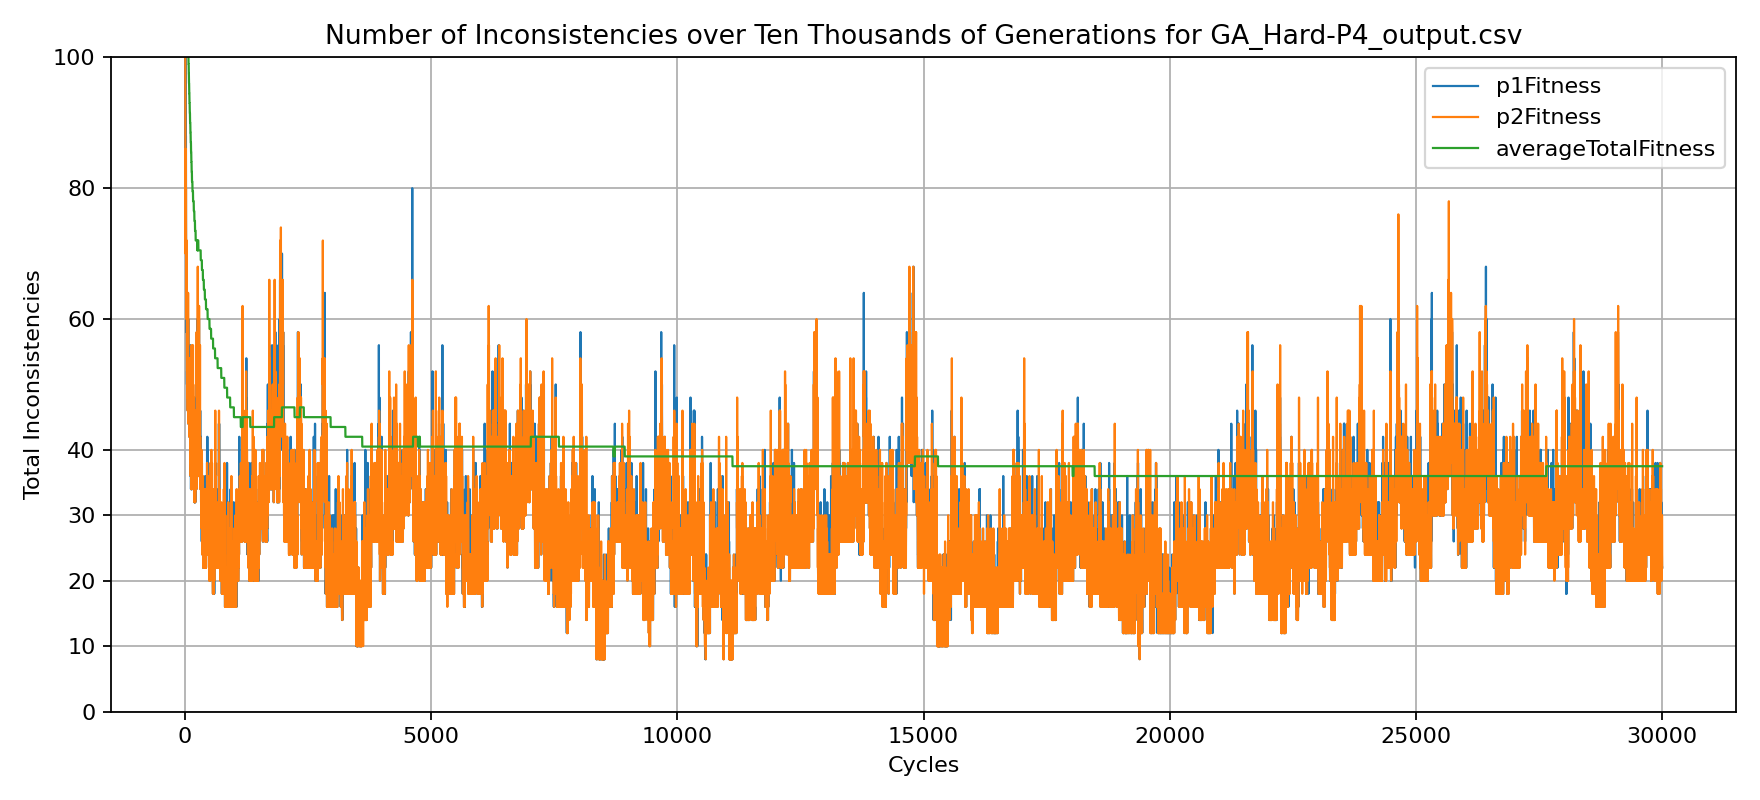 Number of Inconsistencies over Ten Thousands of Generations for GA_Hard-P4_output.csv
p1Fitness
p2Fitness
averageTotalFitness
Total Inconsistencies
100
80
60
40
30
20
10
0
0 5000 10000 15000 20000 25000 30000
Cycles